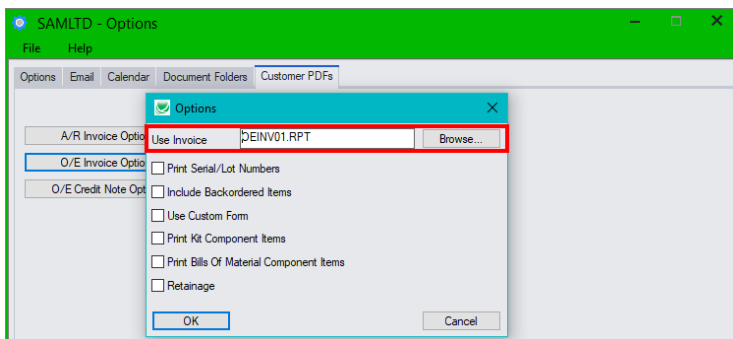 SAMLTD - Options
File Help
Options Email Calendar Document Folders Customer PDFs
Options
A/R Invoice Optio
Use Invoice OEINV01.RPT Browse...
O/E Invoice Optio
Print Serial/Lot Numbers
O/E Credit Note Opt
Include Backordered Items
Use Custom Form
Print Kit Component Items
Print Bills Of Material Component Items
Retainage
OK Cancel